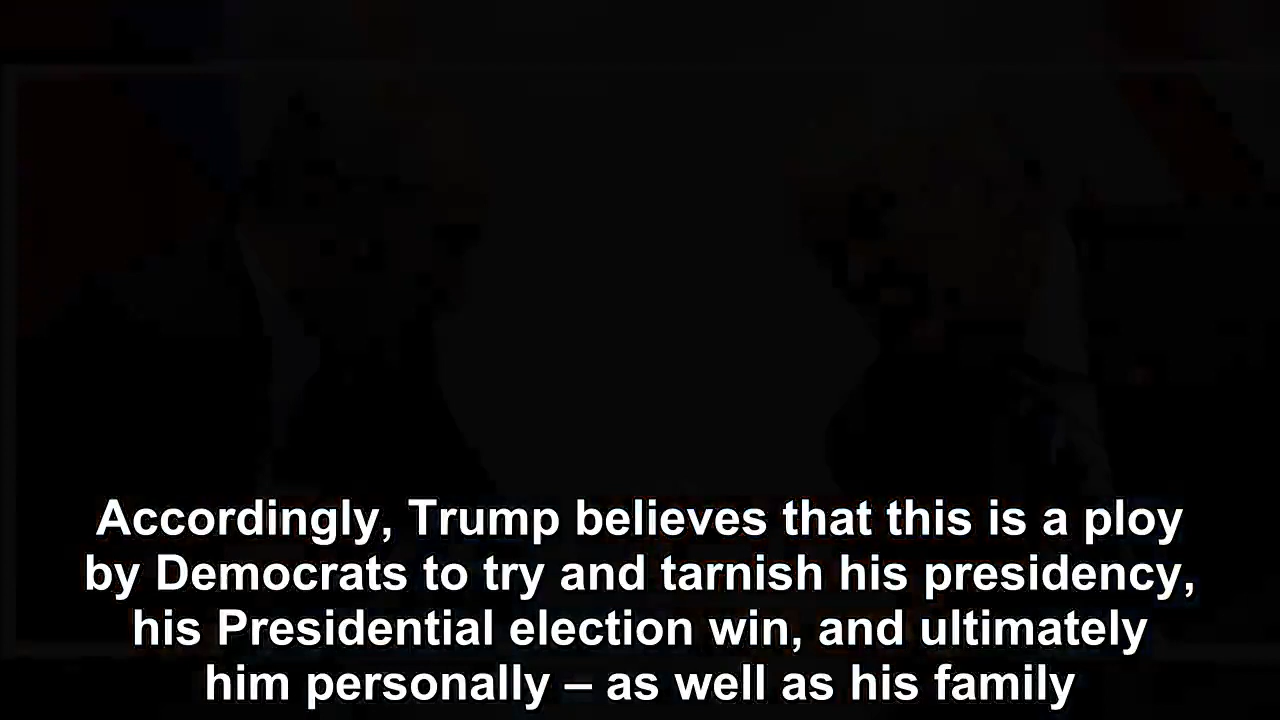 Accordingly, Trump believes that this is a ploy
by Democrats to try and tarnish his presidency,
his Presidential election win, and ultimately
him personally – as well as his family